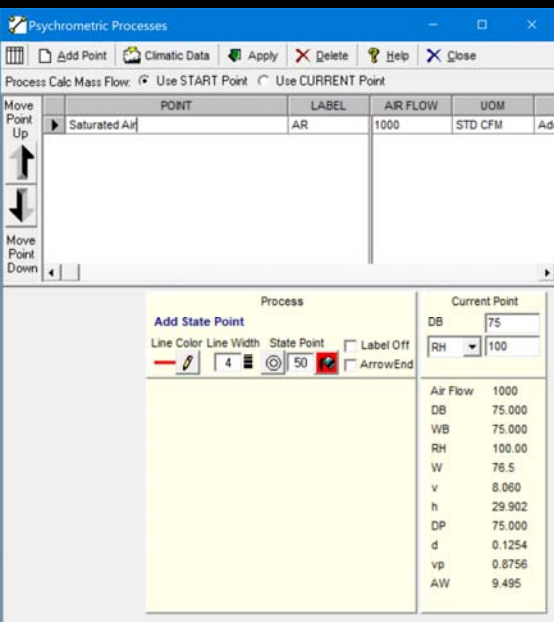 Psychrometric Processes
Add Point Climatic Data Apply Delete Help Close
Process Calc Mass Flow: Use START Point Use CURRENT Point
Move Point Up
POINT LABEL AIR FLOW UOM
Saturated Air AR 1000 STD CFM Ad
Move Point Down
Process
Add State Point
Line Color Line Width State Point Label Off
4 50 ArrowEnd
Current Point
DB 75
RH 100
Air Flow 1000
DB 75.000
WB 75.000
RH 100.00
W 76.5
v 8.060
h 29.902
DP 75.000
d 0.1254
vp 0.8756
AW 9.495